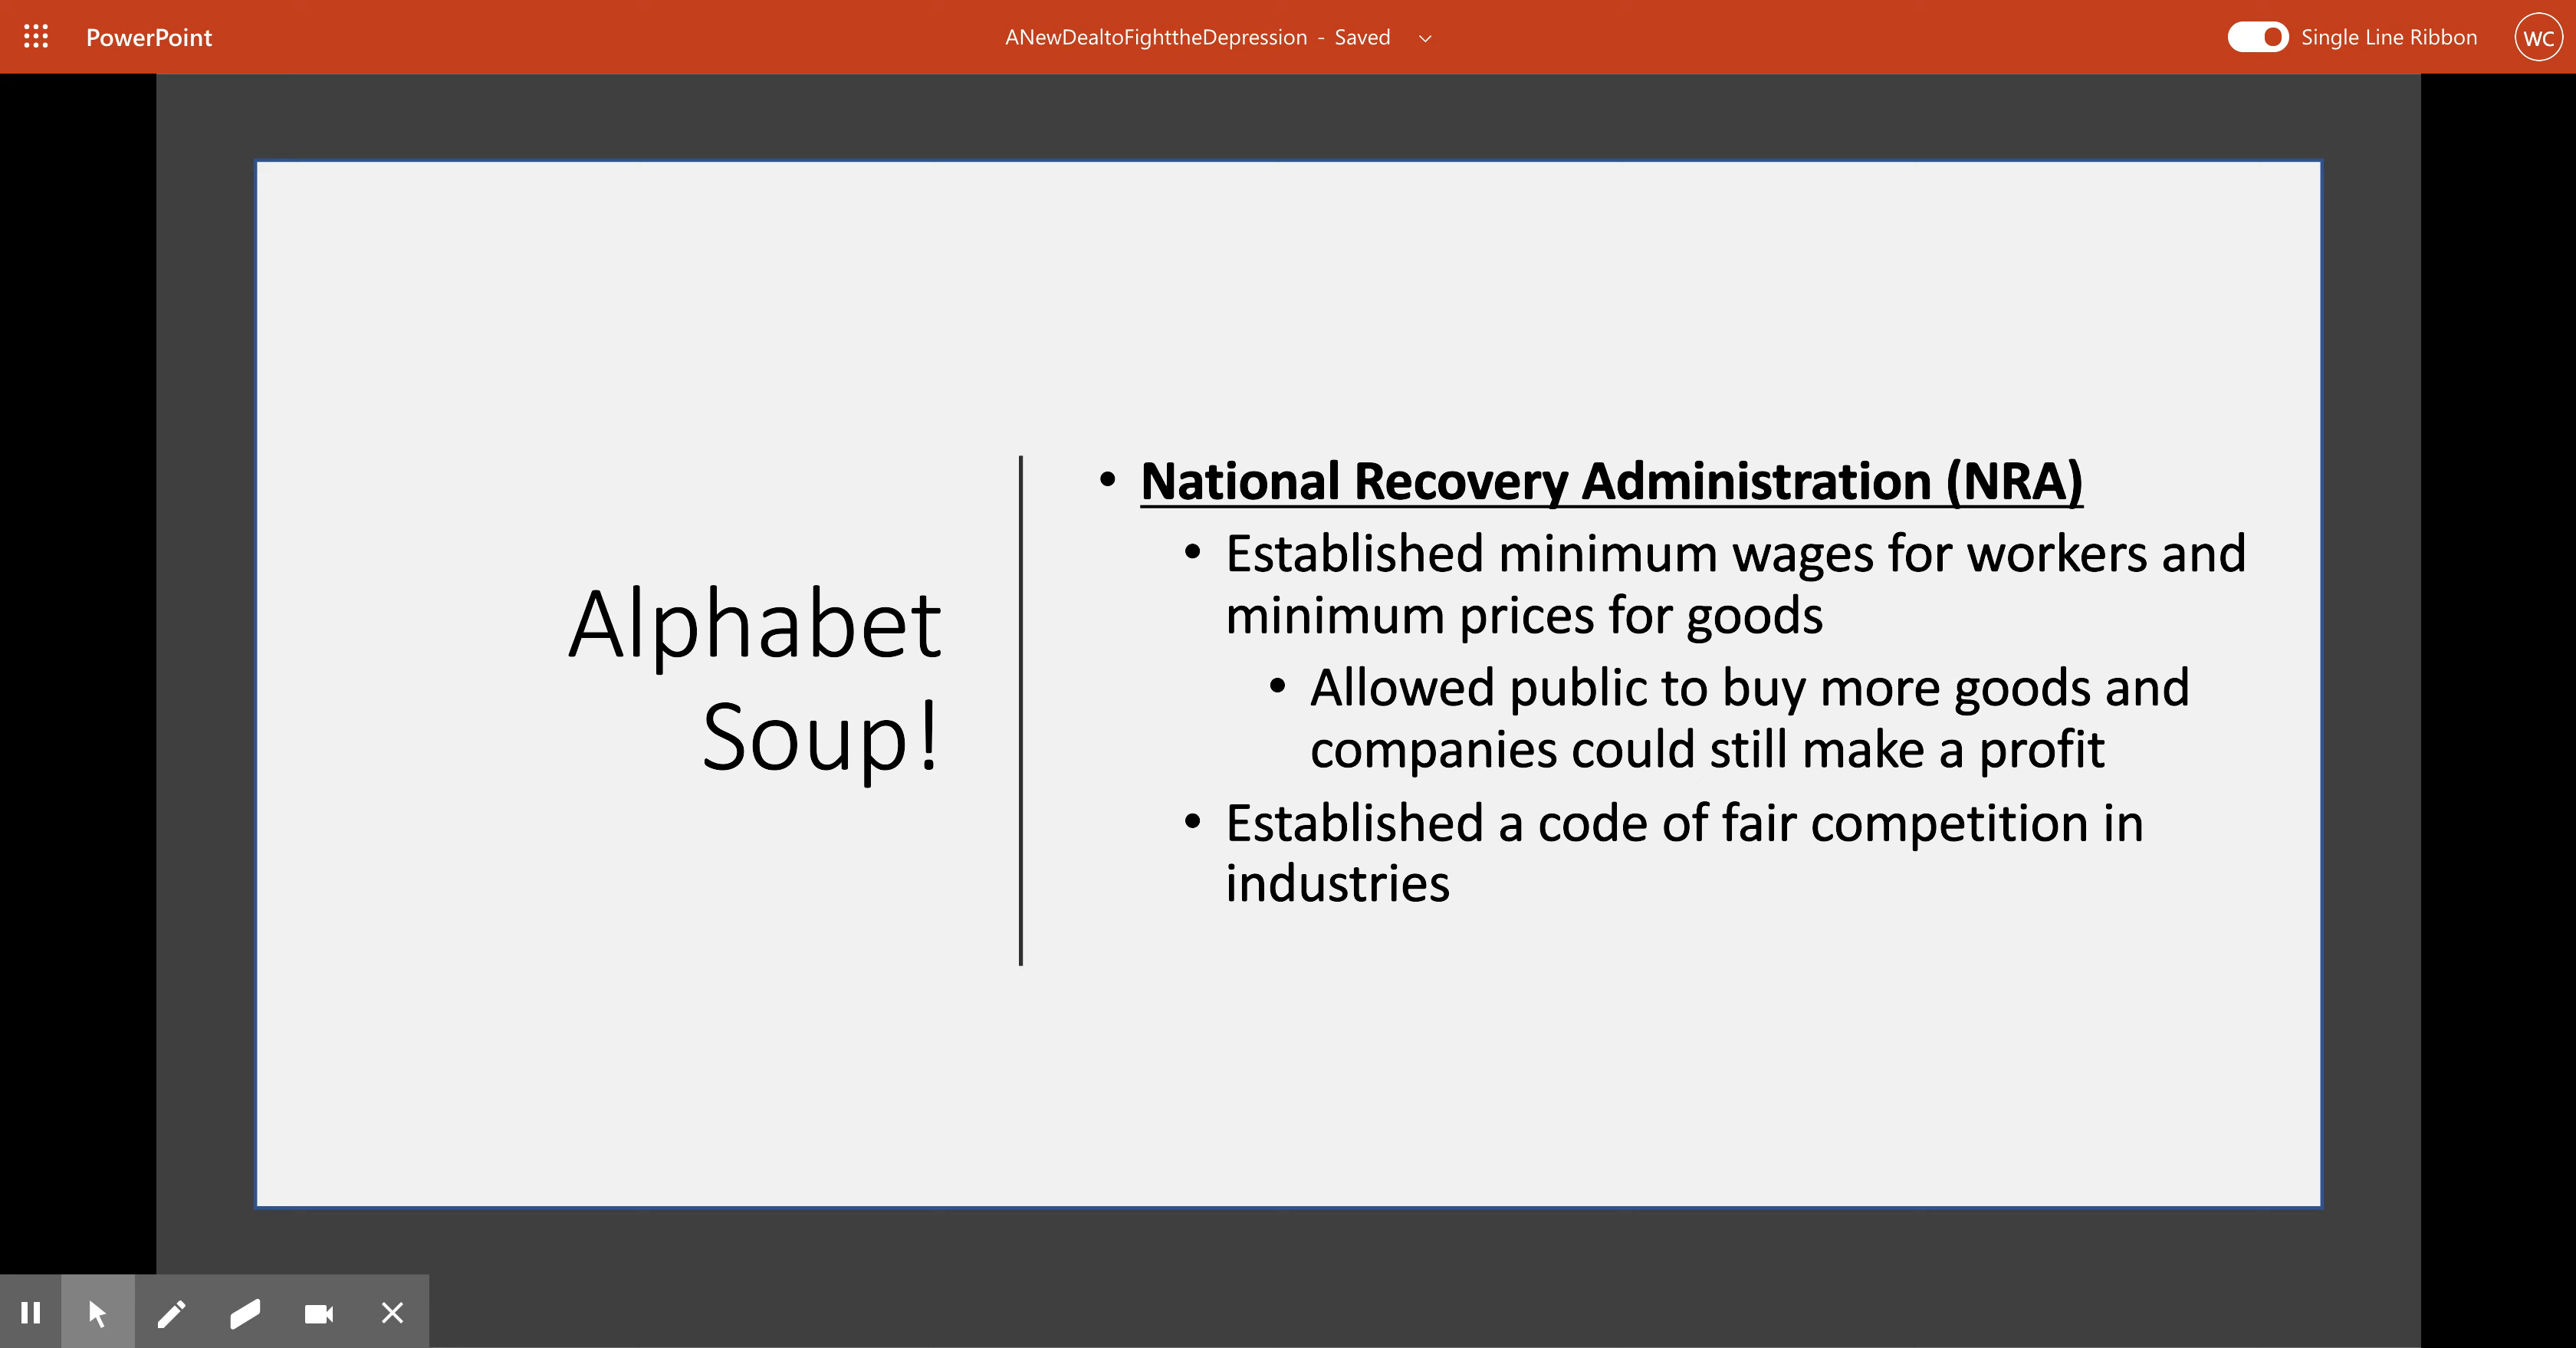 PowerPoint
ANewDealtoFighttheDepression - Saved
Single Line Ribbon
WC
Alphabet
Soup!
• National Recovery Administration (NRA)
• Established minimum wages for workers and
minimum prices for goods
• Allowed public to buy more goods and
companies could still make a profit
• Established a code of fair competition in
industries